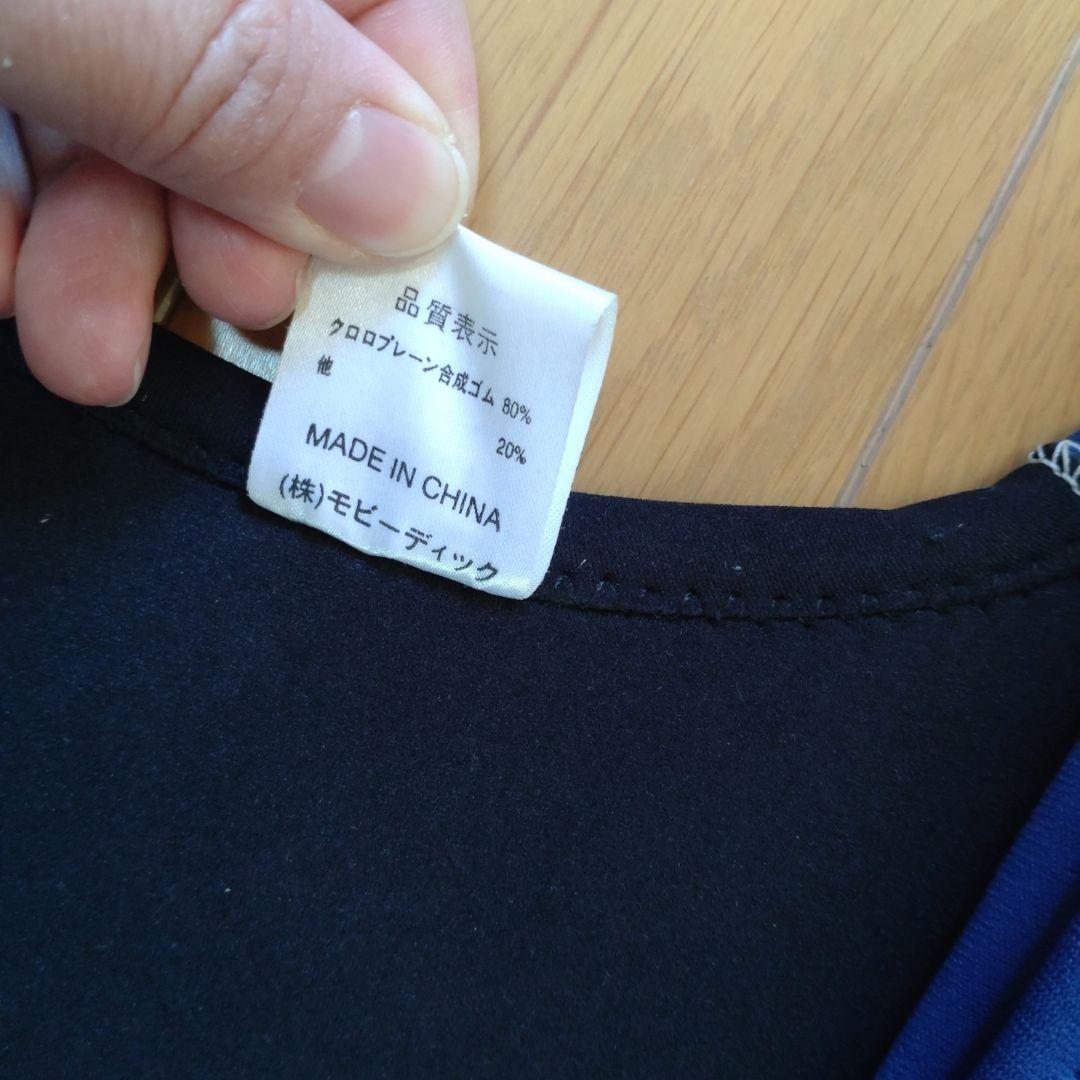 品質表示
クロロプレーン合成ゴム 80%
他 20%
MADE IN CHINA
(株)モビーディック